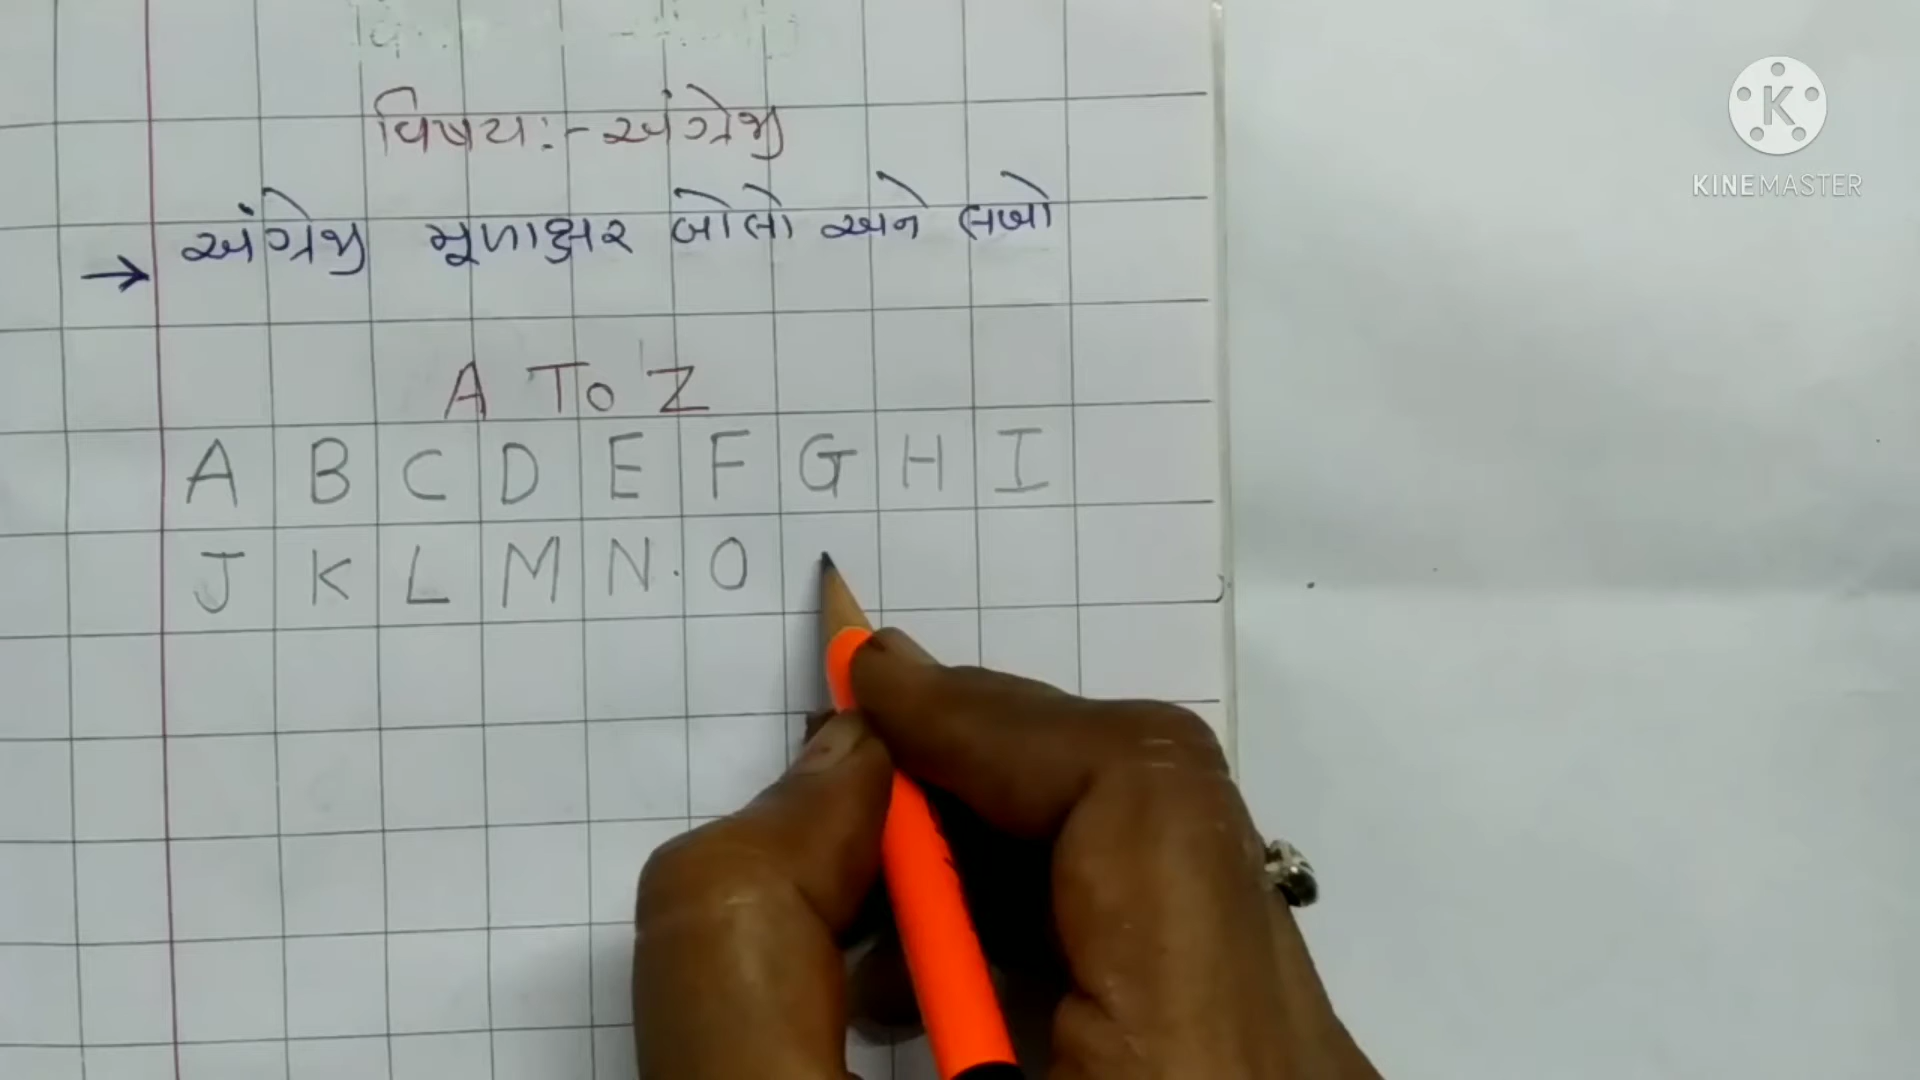 વિષય:- અંગ્રેજી
→ અંગ્રેજી મૂળાક્ષર બોલો અને લખો
A To Z
A B C D E F G H I
J K L M N. O
K
KINEMASTER